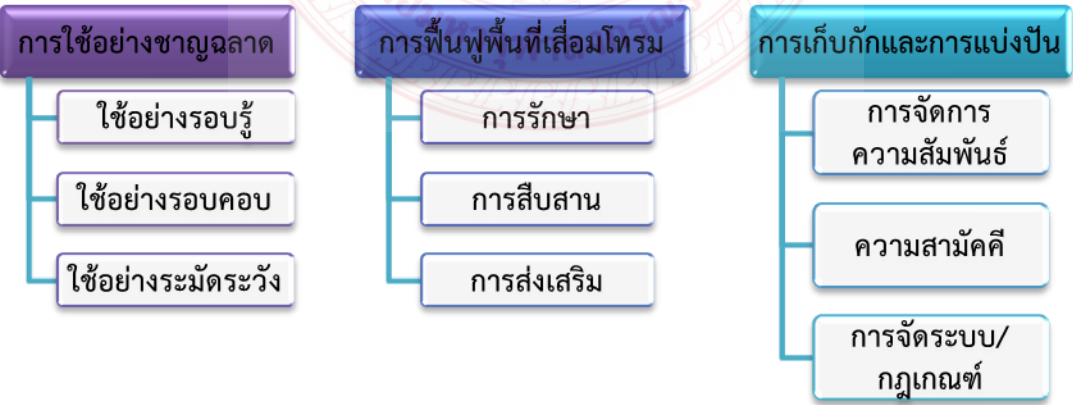 การใช้อย่างชาญฉลาด
ใช้อย่างรอบรู้
ใช้อย่างรอบคอบ
ใช้อย่างระมัดระวัง
การฟื้นฟูพื้นที่เสื่อมโทรม
การรักษา
การสืบสาน
การส่งเสริม
การเก็บกักและการแบ่งปัน
การจัดการ
ความสัมพันธ์
ความสามัคคี
การจัดระบบ/
กฎเกณฑ์